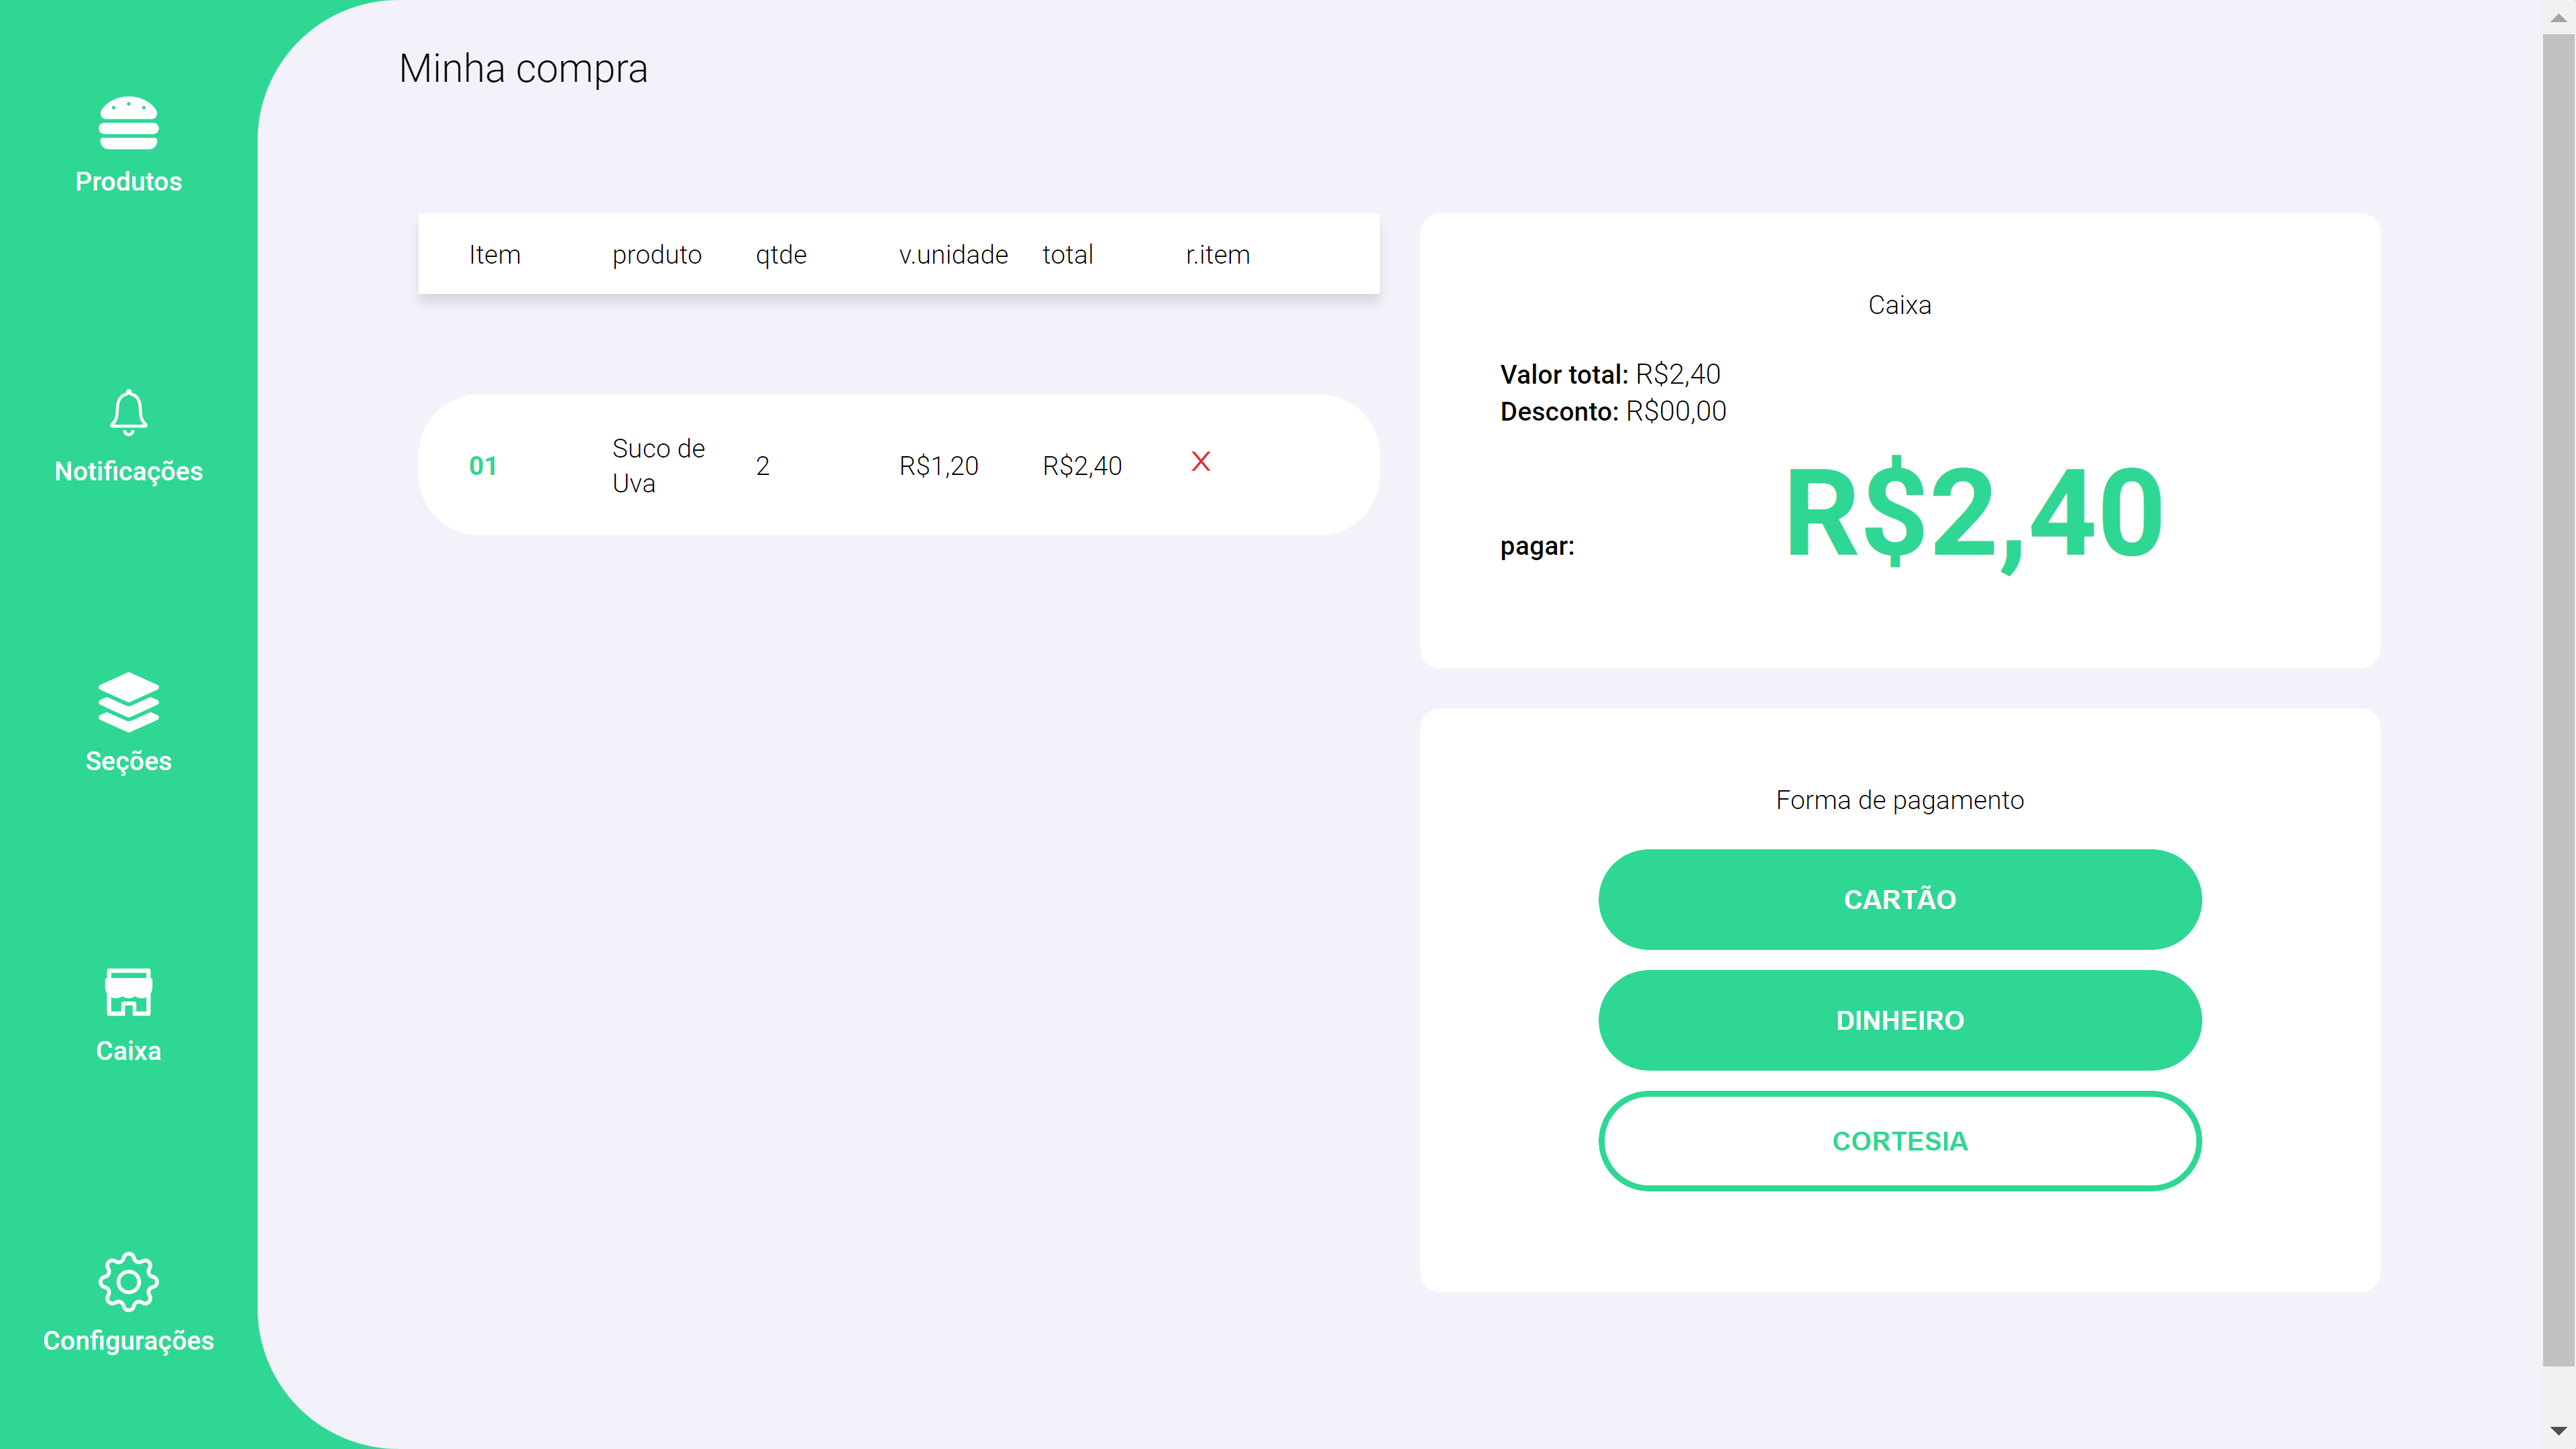 Minha compra
Produtos
Notificações
Seções
Caixa
Configurações
Item produto qtde v.unidade total r.item
01 Suco de Uva 2 R$1,20 R$2,40 X
Caixa
Valor total: R$2,40
Desconto: R$00,00
pagar: R$2,40
Forma de pagamento
CARTÃO
DINHEIRO
CORTESIA